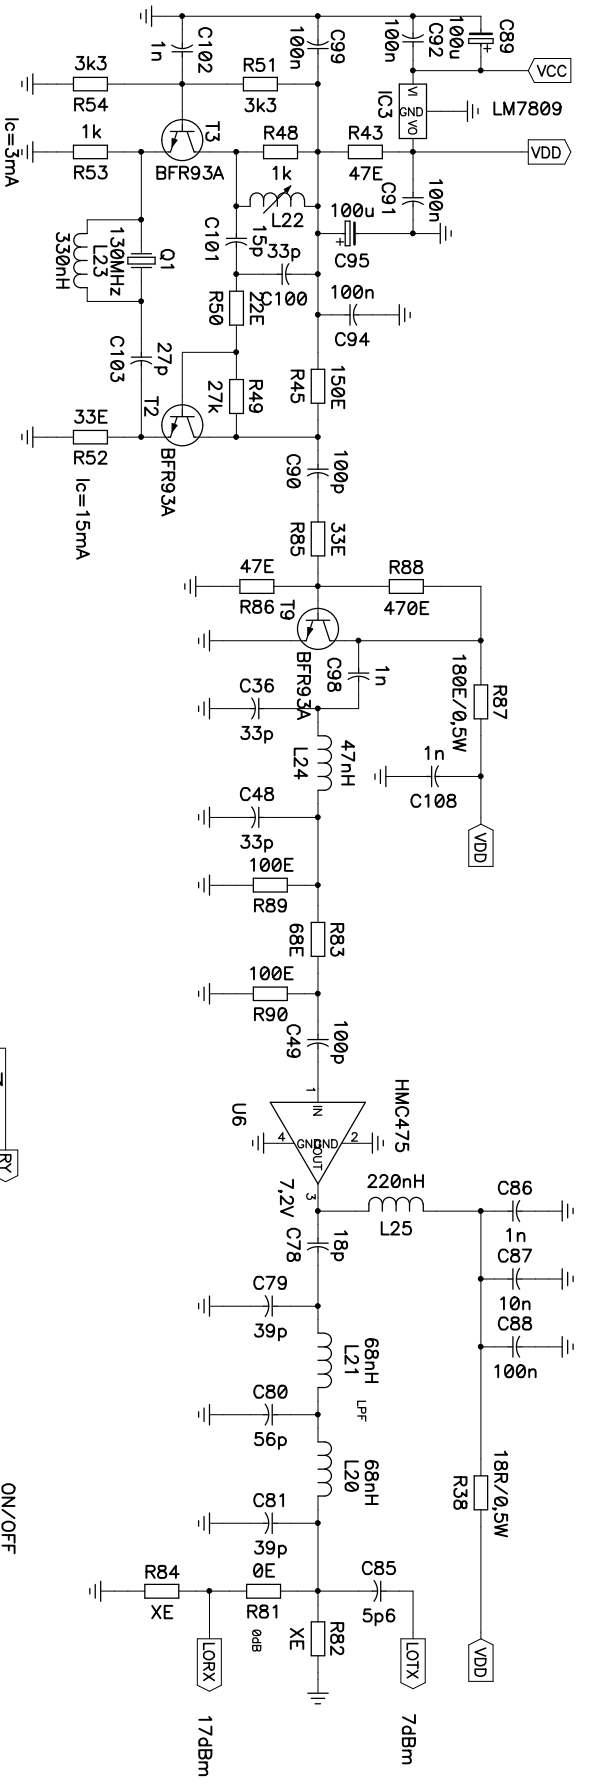 C102
1n
C99
100n
C92
100n
C89
100u
+
VCC
3k3
R54
R51
3k3
IC3
VI
GND
VO
LM7809
Ic=3mA
1k
R53
T3
BFR93A
R48
1k
R43
47E
VDD
C91
100n
L22
100u
+
C95
C101
15p
33p
C100
330nH
L23
130MHz
Q1
R50
22E
100n
C94
C103
27p
R49
27k
R45
150E
T2
BFR93A
33E
R52
Ic=15mA
C90
100p
R85
33E
47E
R86
R88
470E
T9
BFR93A
C98
1n
R87
180E/0,5W
C36
33p
L24
47nH
1n
C108
VDD
C48
33p
100E
R89
R83
68E
100E
R90
C49
100p
1
IN
HMC475
U6
4
GND
GND
2
OUT
3
7,2V
220nH
L25
C86
1n
C87
10n
C88
100n
C78
18p
C79
39p
68nH
L21
LPF
C80
56p
68nH
L20
C81
39p
18R/0,5W
R38
VDD
R84
XE
0E
R81
0dB
C85
5p6
R82
XE
LORX
17dBm
LOTX
7dBm
RY
ON/OFF